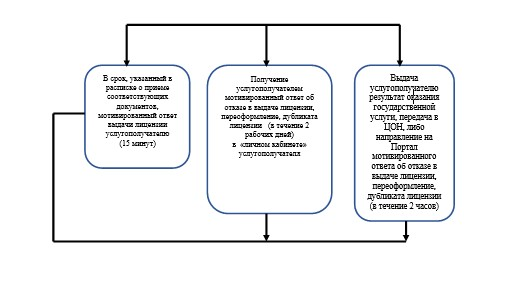 В срок, указанный в
расписке о приеме
соответствующих
документов,
мотивированный ответ
выдачи лицензии
услугополучателю
(15 минут)
Получение
услугополучателем
мотивированный ответ об
отказе в выдаче лицензии,
переоформление, дубликата
лицензии (в течение 2
рабочих дней)
в «личном кабинете»
услугополучателя
Выдача
услугополучателю
результат оказания
государственной
услуги, передача в
ЦОН, либо
направление на
Портал
мотивированного
ответа об отказе в
выдаче лицензии,
переоформление,
дубликата лицензии
(в течение 2 часов)